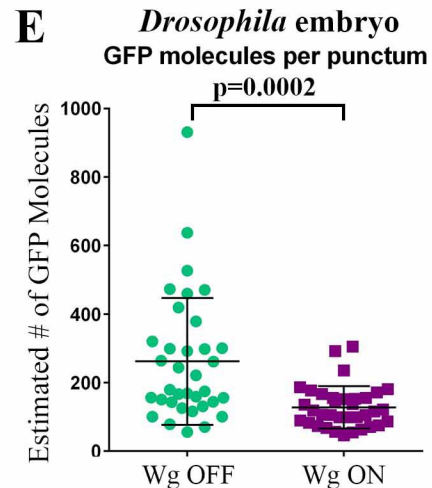 E
Drosophila embryo
GFP molecules per punctum
p=0.0002
Estimated # of GFP Molecules
1000
800
600
400
200
0
Wg OFF
Wg ON